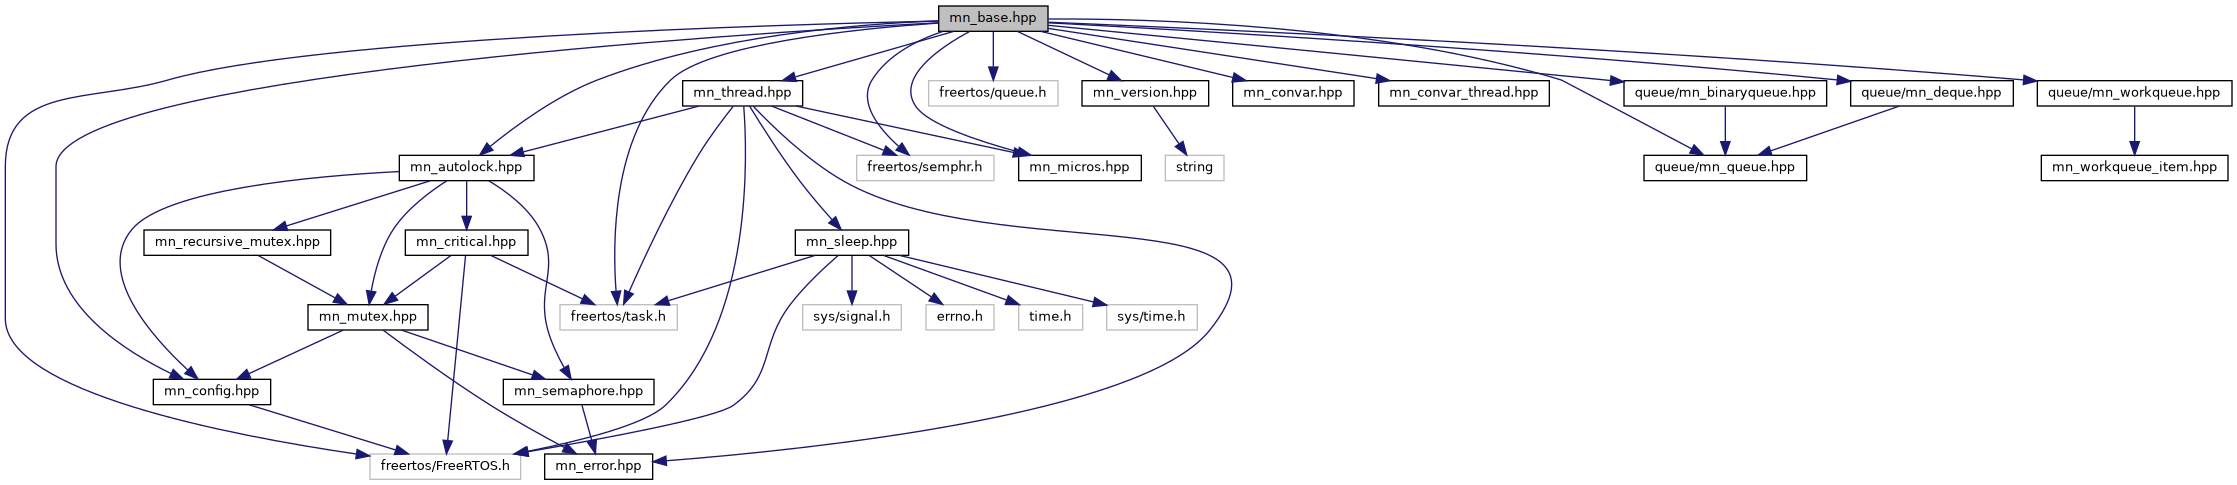 mn_base.hpp
mn_thread.hpp
freertos/queue.h
mn_version.hpp
mn_convar.hpp
mn_convar_thread.hpp
queue/mn_binaryqueue.hpp
queue/mn_deque.hpp
queue/mn_workqueue.hpp
mn_autolock.hpp
freertos/semphr.h
mn_micros.hpp
string
queue/mn_queue.hpp
mn_workqueue_item.hpp
mn_recursive_mutex.hpp
mn_critical.hpp
mn_sleep.hpp
mn_mutex.hpp
freertos/task.h
sys/signal.h
errno.h
time.h
sys/time.h
mn_config.hpp
mn_semaphore.hpp
freertos/FreeRTOS.h
mn_error.hpp